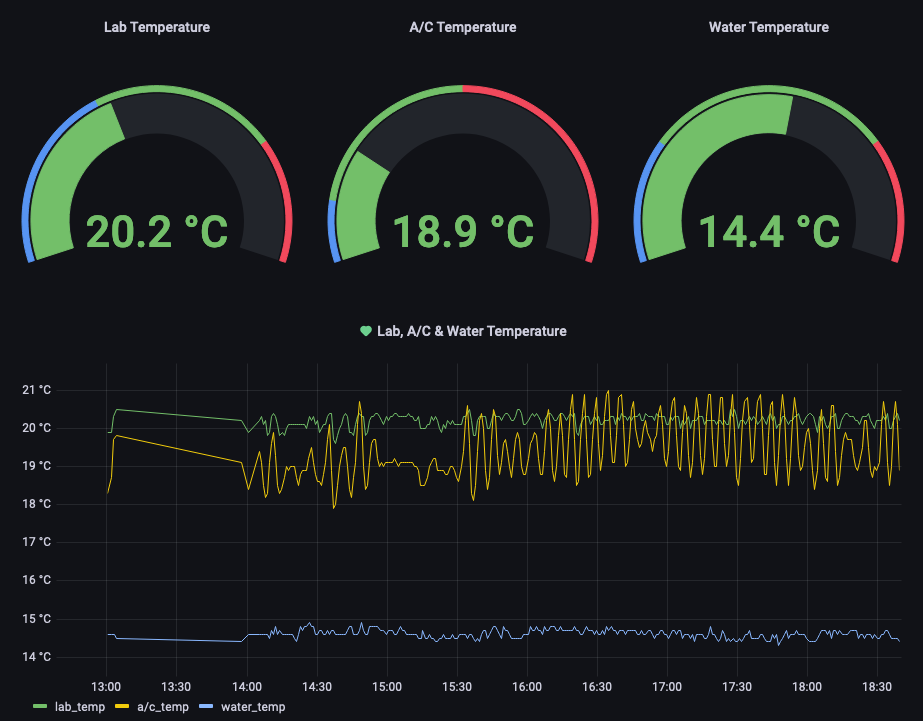 Lab Temperature
A/C Temperature
Water Temperature
20.2 °C
18.9 °C
14.4 °C
Lab, A/C & Water Temperature
21 °C
20 °C
19 °C
18 °C
17 °C
16 °C
15 °C
14 °C
13:00 13:30 14:00 14:30 15:00 15:30 16:00 16:30 17:00 17:30 18:00 18:30
lab_temp a/c_temp water_temp